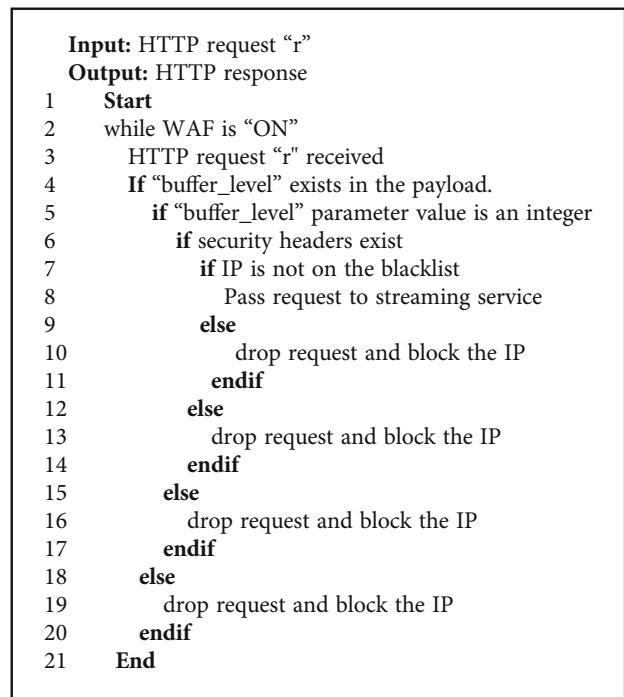 Input: HTTP request “r”
Output: HTTP response
1 Start
2 while WAF is “ON”
3 HTTP request “r" received
4 If “buffer_level” exists in the payload.
5 if “buffer_level” parameter value is an integer
6 if security headers exist
7 if IP is not on the blacklist
8 Pass request to streaming service
9 else
10 drop request and block the IP
11 endif
12 else
13 drop request and block the IP
14 endif
15 else
16 drop request and block the IP
17 endif
18 else
19 drop request and block the IP
20 endif
21 End